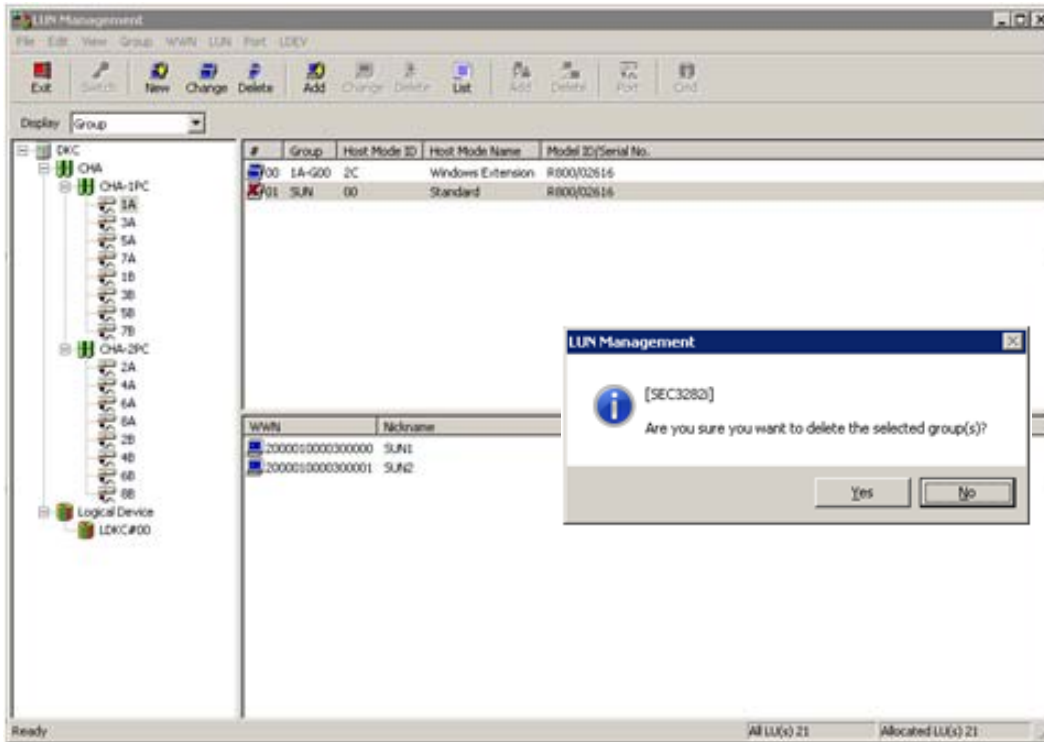 LUN Management
File Edit View Group WWN LUN Port LDEV
Exit Switch New Change Delete Add Change Delete List Add Delete Port Cmd
Display Group
DKC
CHA
CHA-1PC
1A
3A
5A
7A
1B
3B
5B
7B
CHA-2PC
2A
4A
6A
8A
2B
4B
6B
8B
Logical Device
LDKC#00
# Group Host Mode ID Host Mode Name Model ID/Serial No.
00 1A-G00 2C Windows Extension R800/02616
01 SUN 00 Standard R800/02616
WWN Nickname
2000010000300000 SUN1
2000010000300001 SUN2
LUN Management
[SEC3282i]
Are you sure you want to delete the selected group(s)?
Yes No
Ready All LU(s) 21 Allocated LU(s) 21